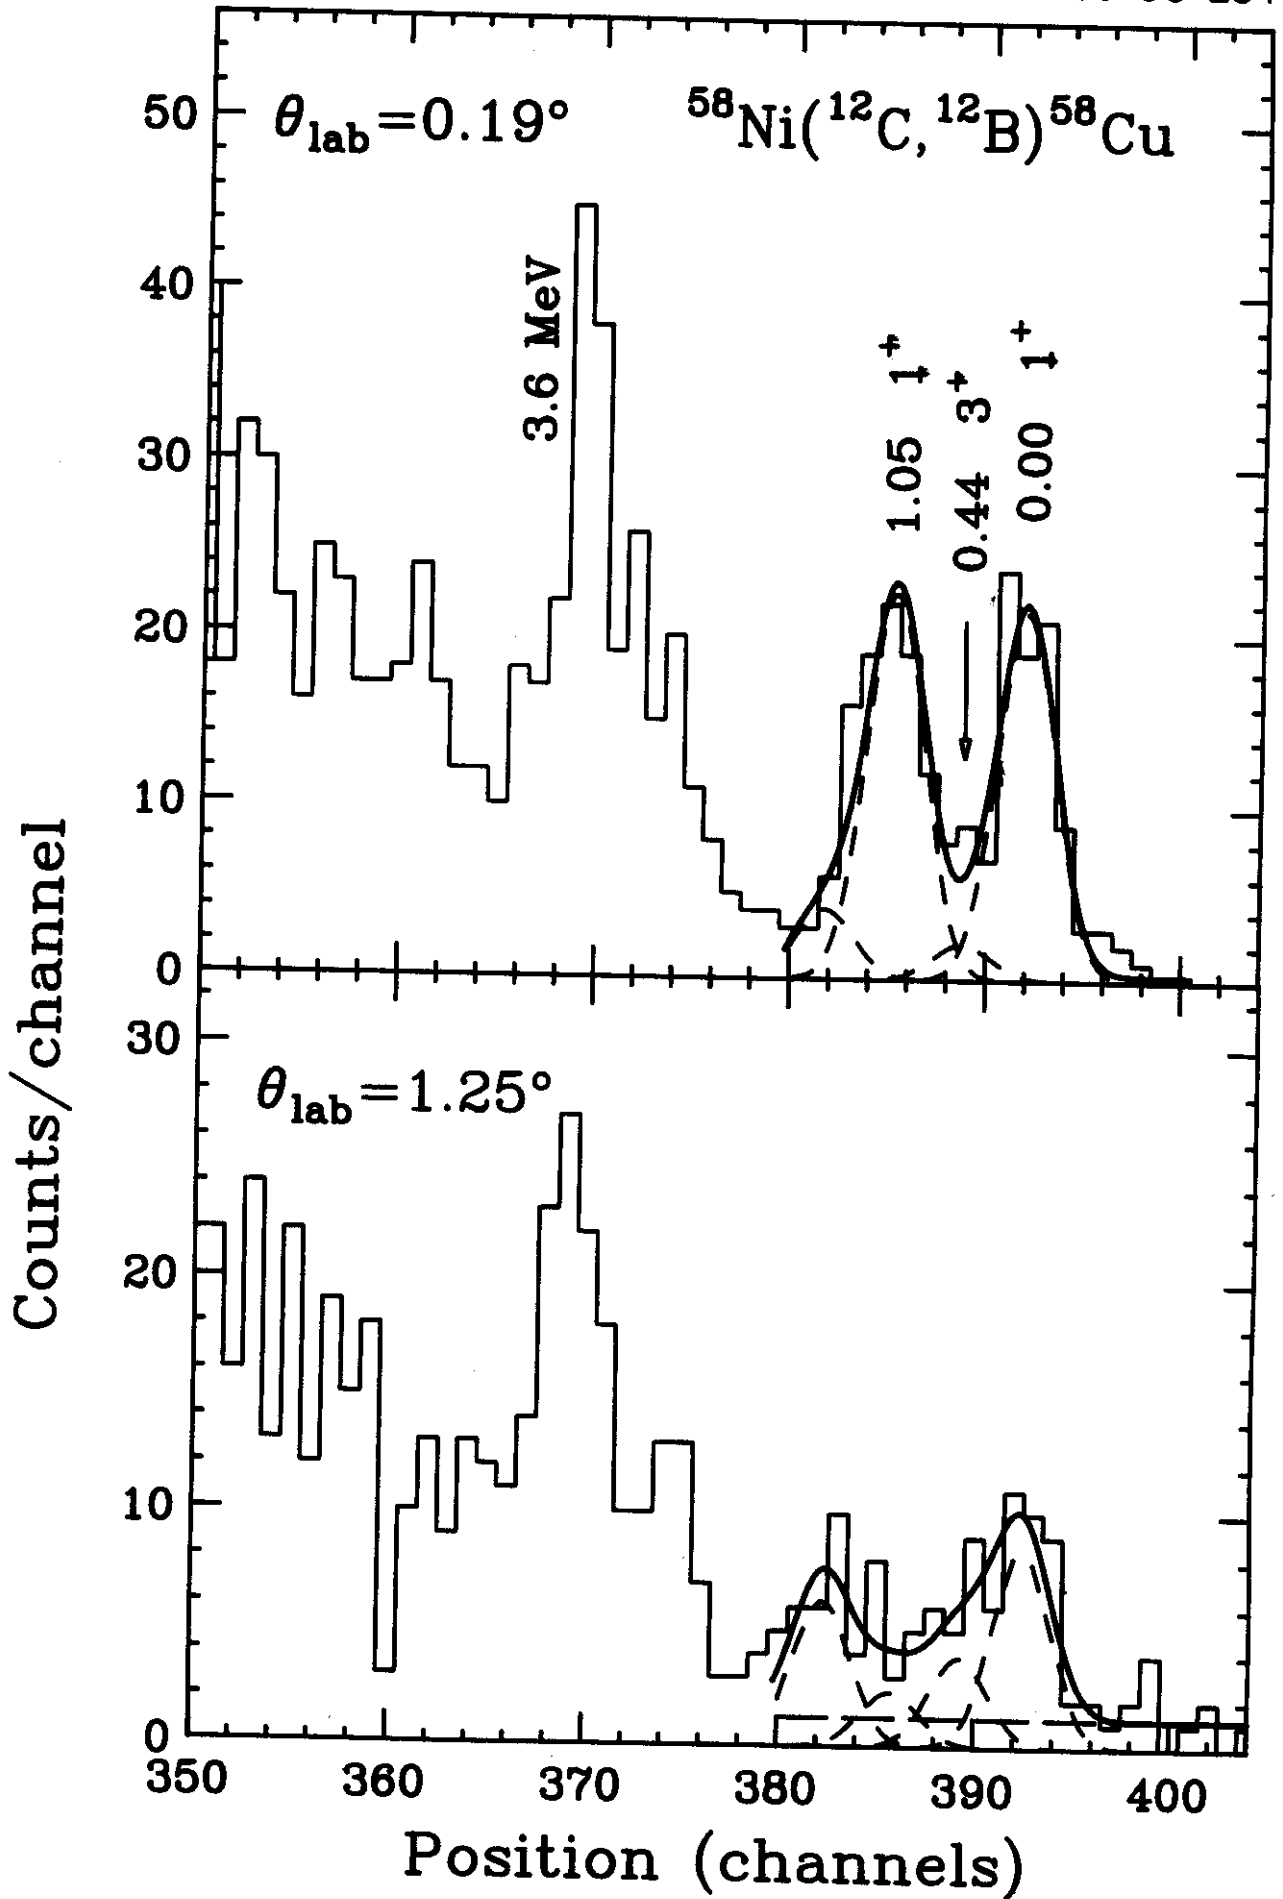 θlab=0.19°
⁵⁸Ni(¹²C, ¹²B)⁵⁸Cu
50
40
30
20
10
0
3.6 MeV
1.05 1⁺
0.44 3⁺
0.00 1⁺
θlab=1.25°
30
20
10
0
350 360 370 380 390 400
Counts/channel
Position (channels)